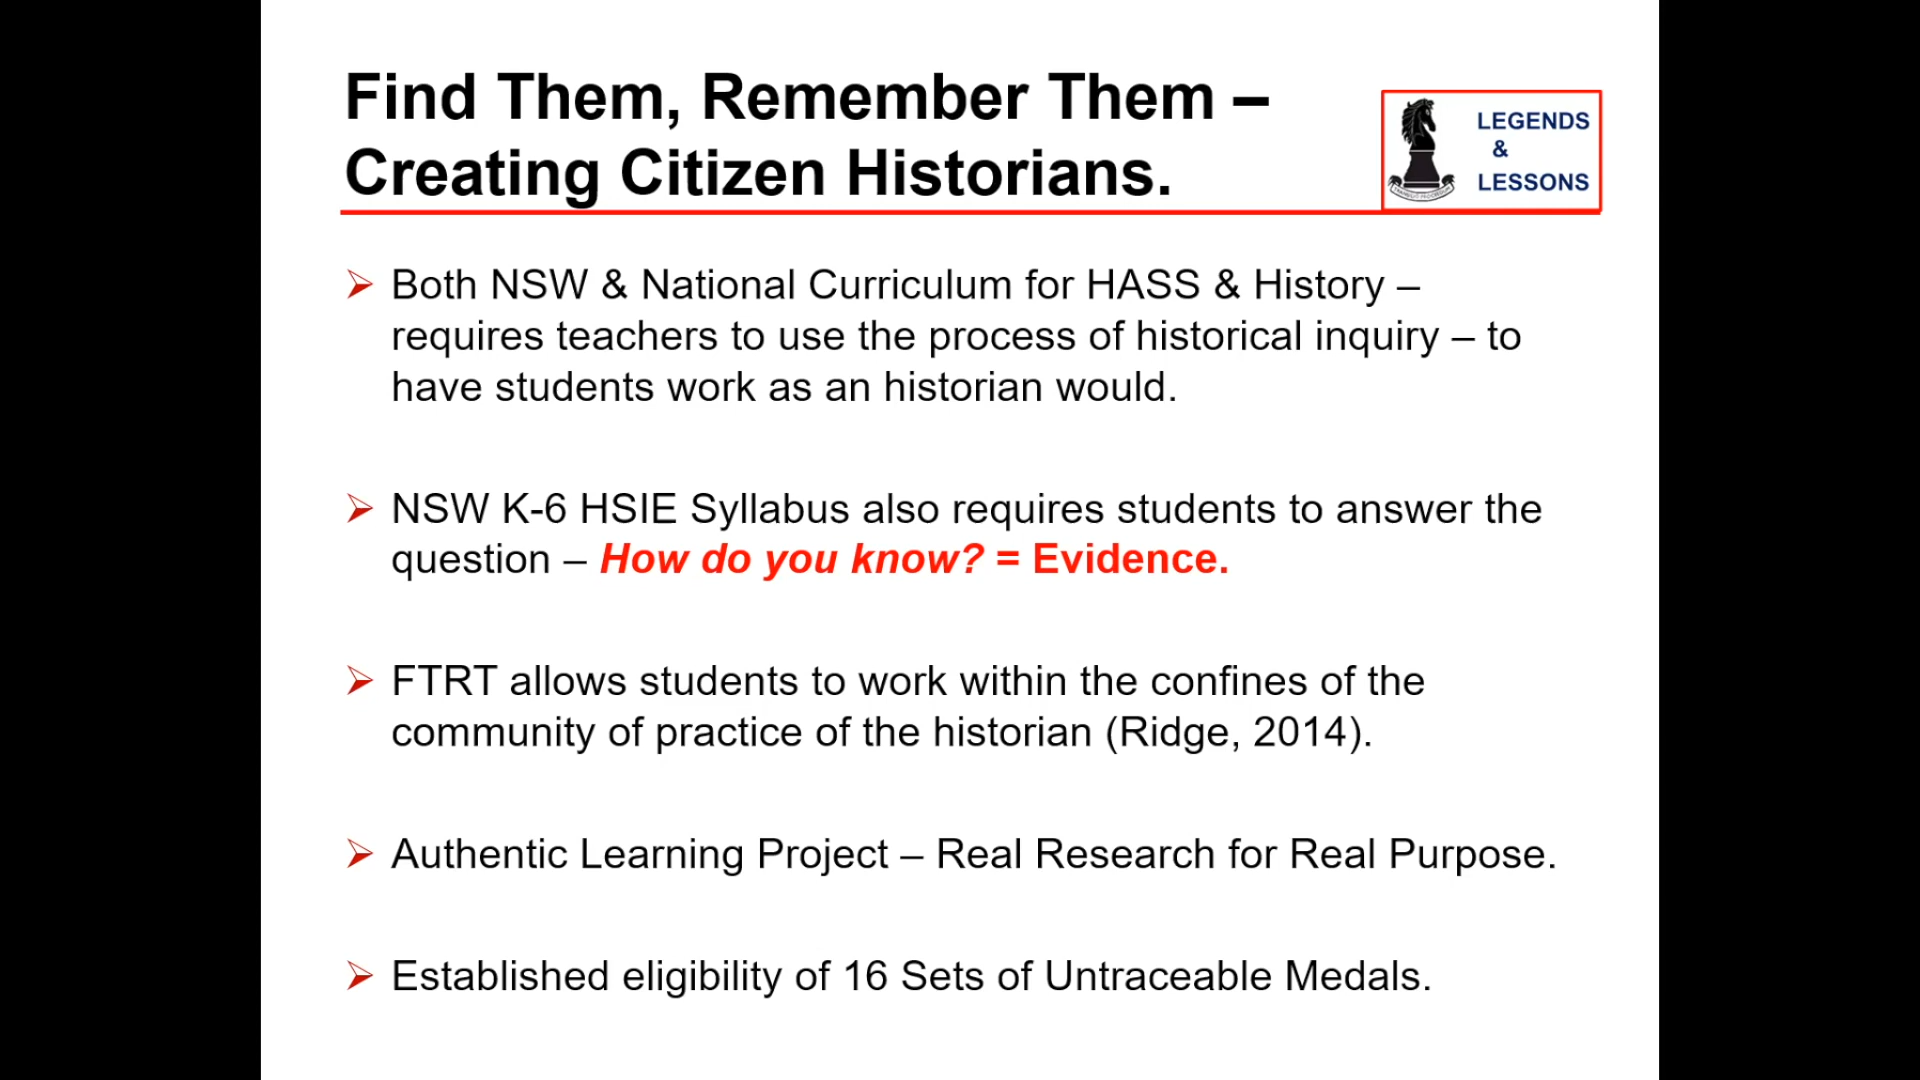 Find Them, Remember Them –
Creating Citizen Historians.
LEGENDS
&
LESSONS
Both NSW & National Curriculum for HASS & History –
requires teachers to use the process of historical inquiry – to
have students work as an historian would.
NSW K-6 HSIE Syllabus also requires students to answer the
question – How do you know? = Evidence.
FTRT allows students to work within the confines of the
community of practice of the historian (Ridge, 2014).
Authentic Learning Project – Real Research for Real Purpose.
Established eligibility of 16 Sets of Untraceable Medals.